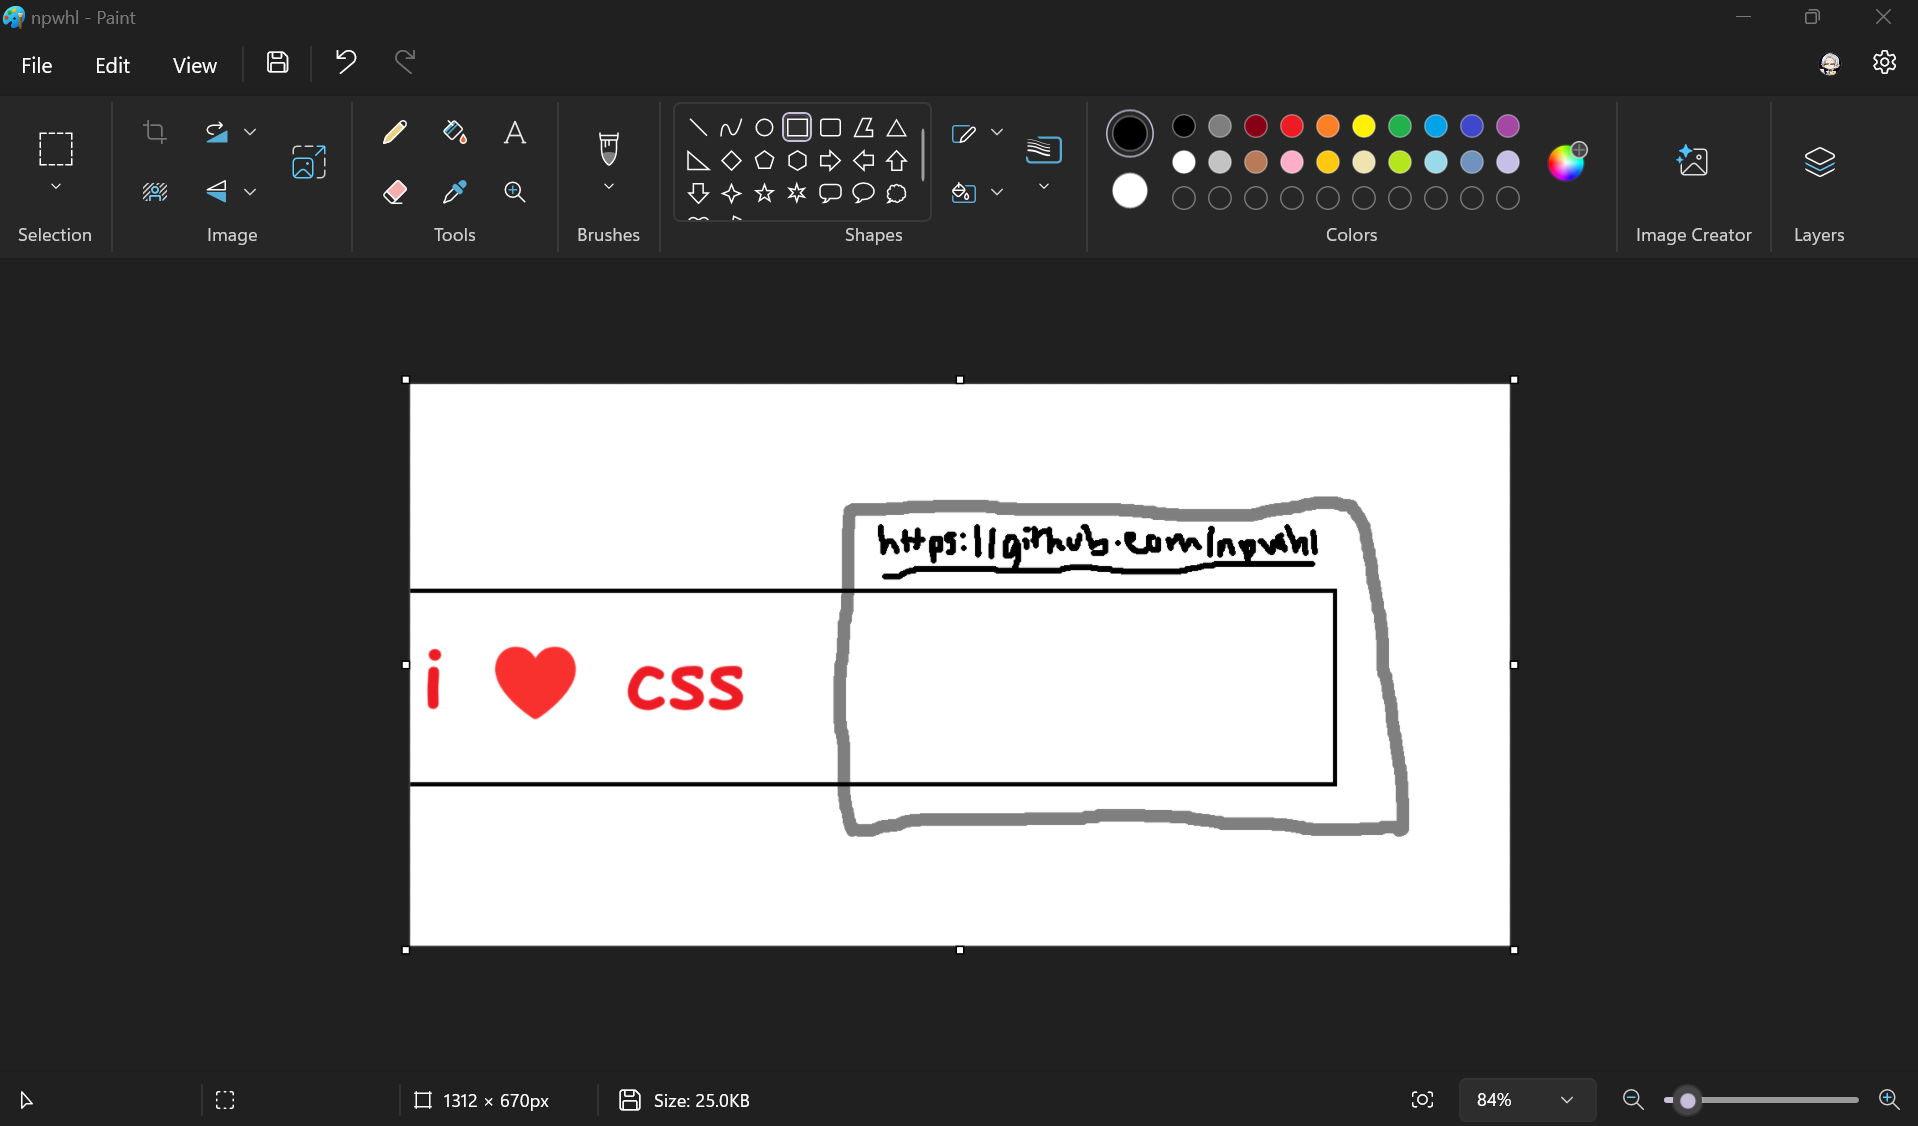 npwhl - Paint
File Edit View
Selection Image Tools Brushes Shapes Colors Image Creator Layers
https://github.com/npwhl
i ❤ css
1312 × 670px Size: 25.0KB 84%